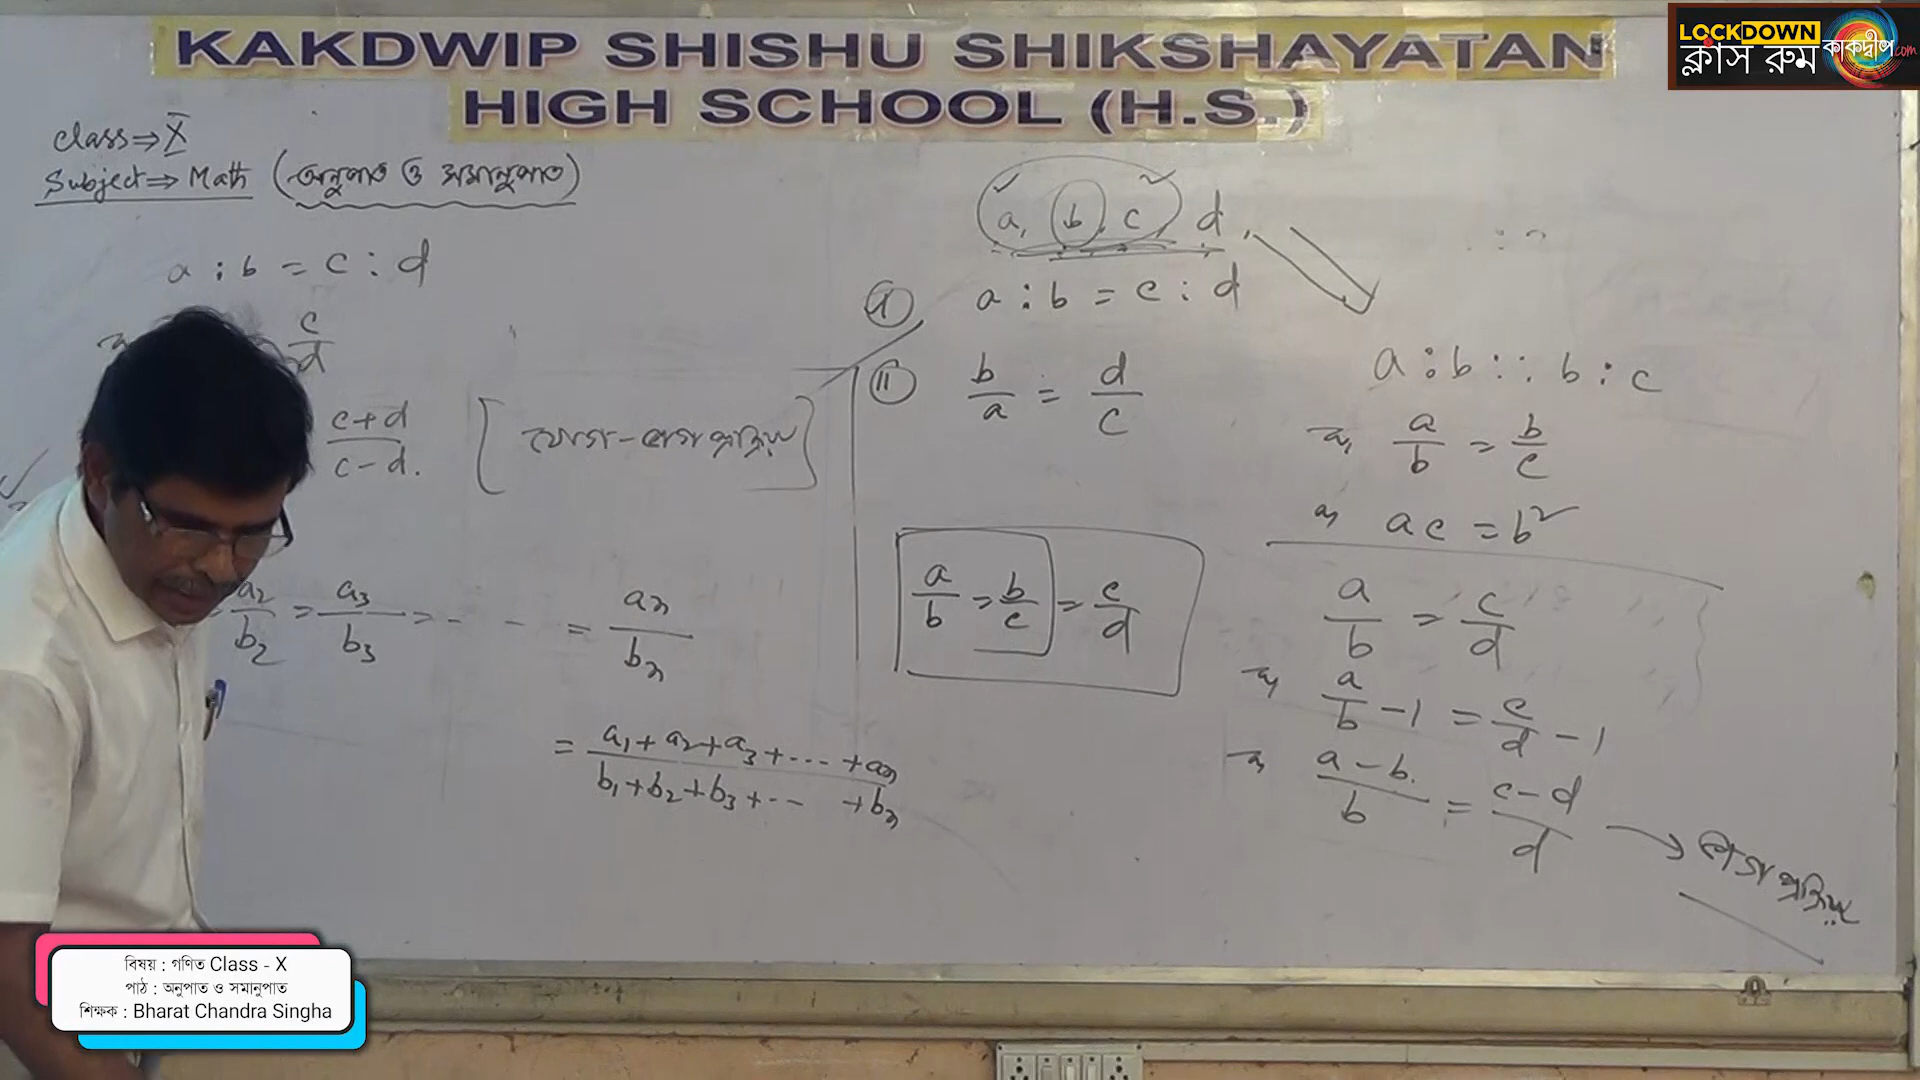 KAKDWIP SHISHU SHIKSHAYATAN
HIGH SCHOOL (H.S.)
LOCKDOWN
ক্লাস রুম কাকদ্বীপ.com
Class ⇒ X
Subject ⇒ Math (অনুপাত ও সমানুপাত)
a : b = c : d
c/d
c+d / c-d.
[যোগ-ভাগ প্রক্রিয়া]
a2/b2 = a3/b3 = - - = an/bn
= a1+a2+a3+...+an / b1+b2+b3+... +bn
a, b, c, d,
(i) a : b = c : d
(ii) b/a = d/c
a/b = b/c = c/d
a : b :: b : c
বা, a/b = b/c
বা, ac = b²
a/b = c/d
বা, a/b - 1 = c/d - 1
বা, a-b/b = c-d/d → ভাগ প্রক্রিয়া
বিষয় : গণিত Class - X
পাঠ : অনুপাত ও সমানুপাত
শিক্ষক : Bharat Chandra Singha